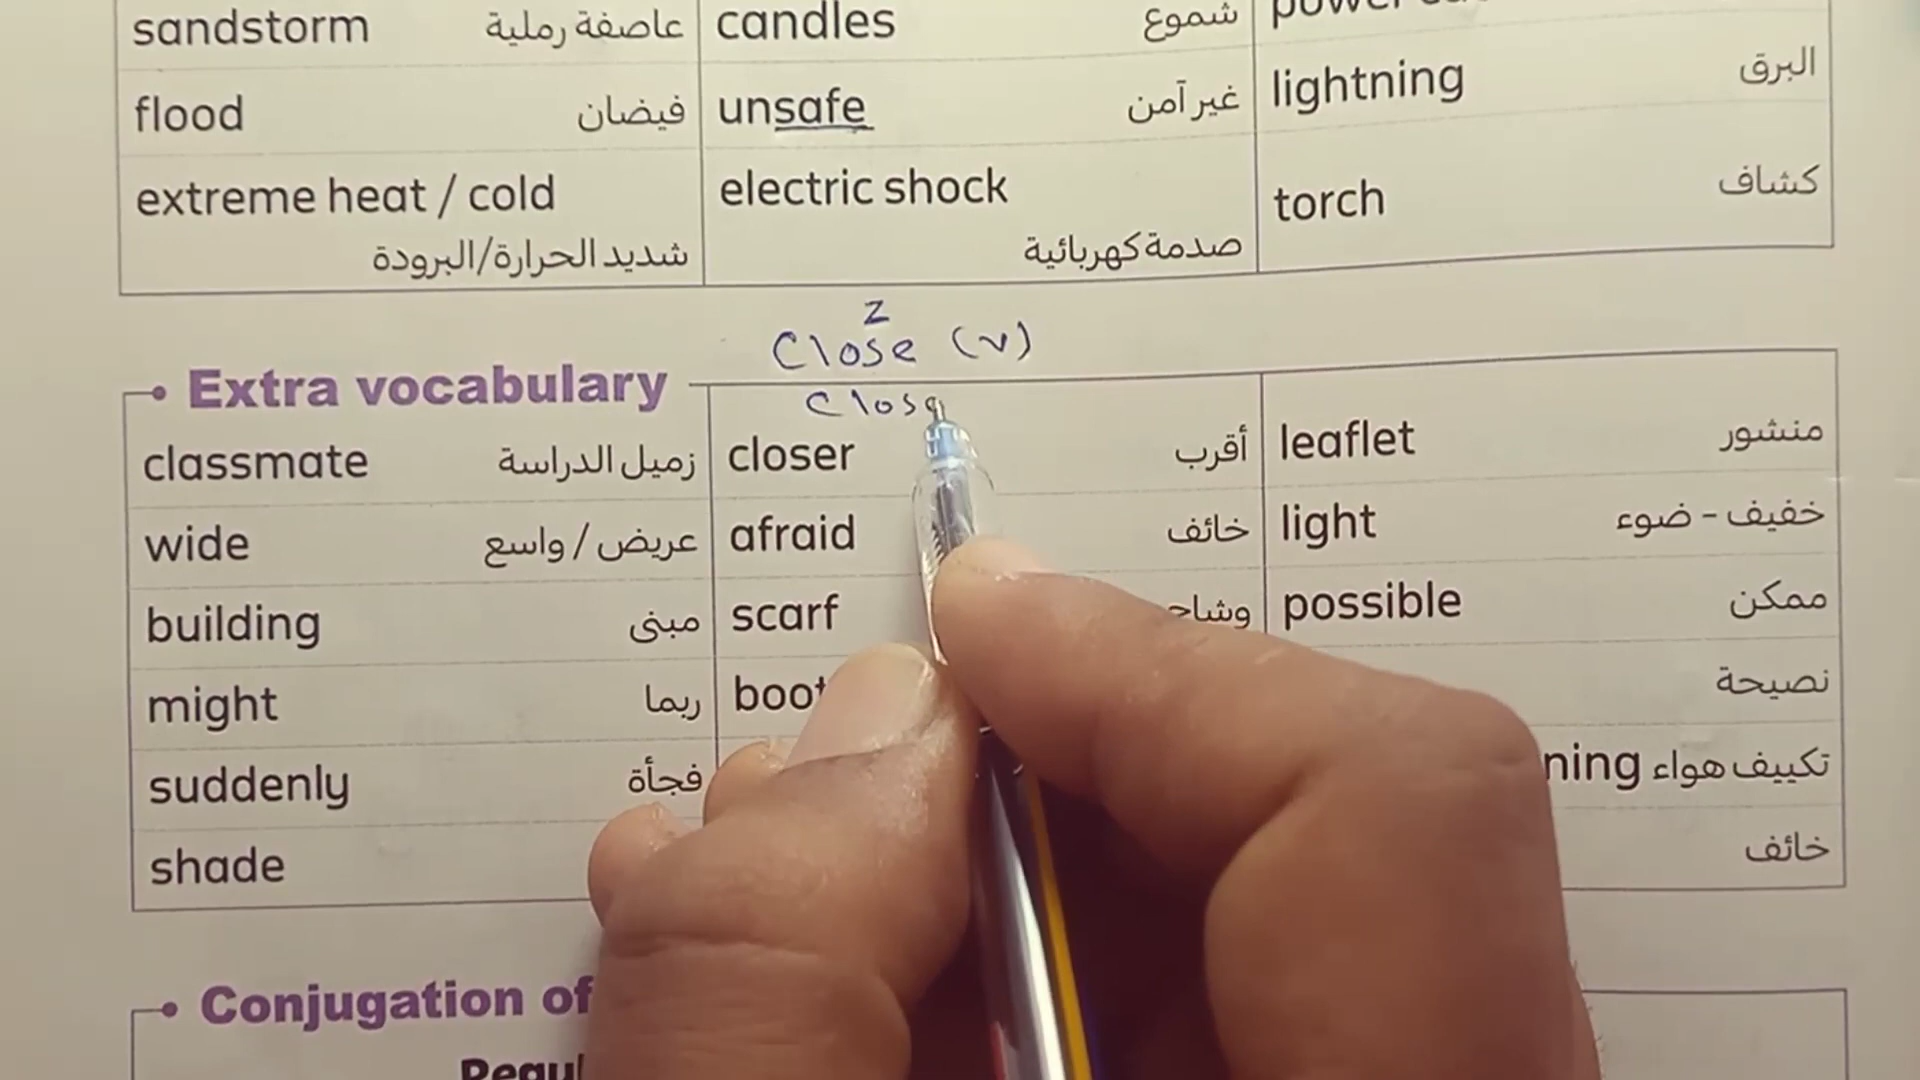 sandstorm عاصفة رملية
candles شموع
flood فيضان
unsafe غير آمن
lightning البرق
extreme heat / cold
شديد الحرارة/البرودة
electric shock
صدمة كهربائية
torch كشاف
z
Close (v)
Extra vocabulary
Close
classmate زميل الدراسة
closer أقرب
leaflet منشور
wide عريض / واسع
afraid خائف
light خفيف - ضوء
building مبنى
scarf وشاح
possible ممكن
might ربما
نصيحة
suddenly فجأة
تكييف هواء
shade
خائف
Conjugation of